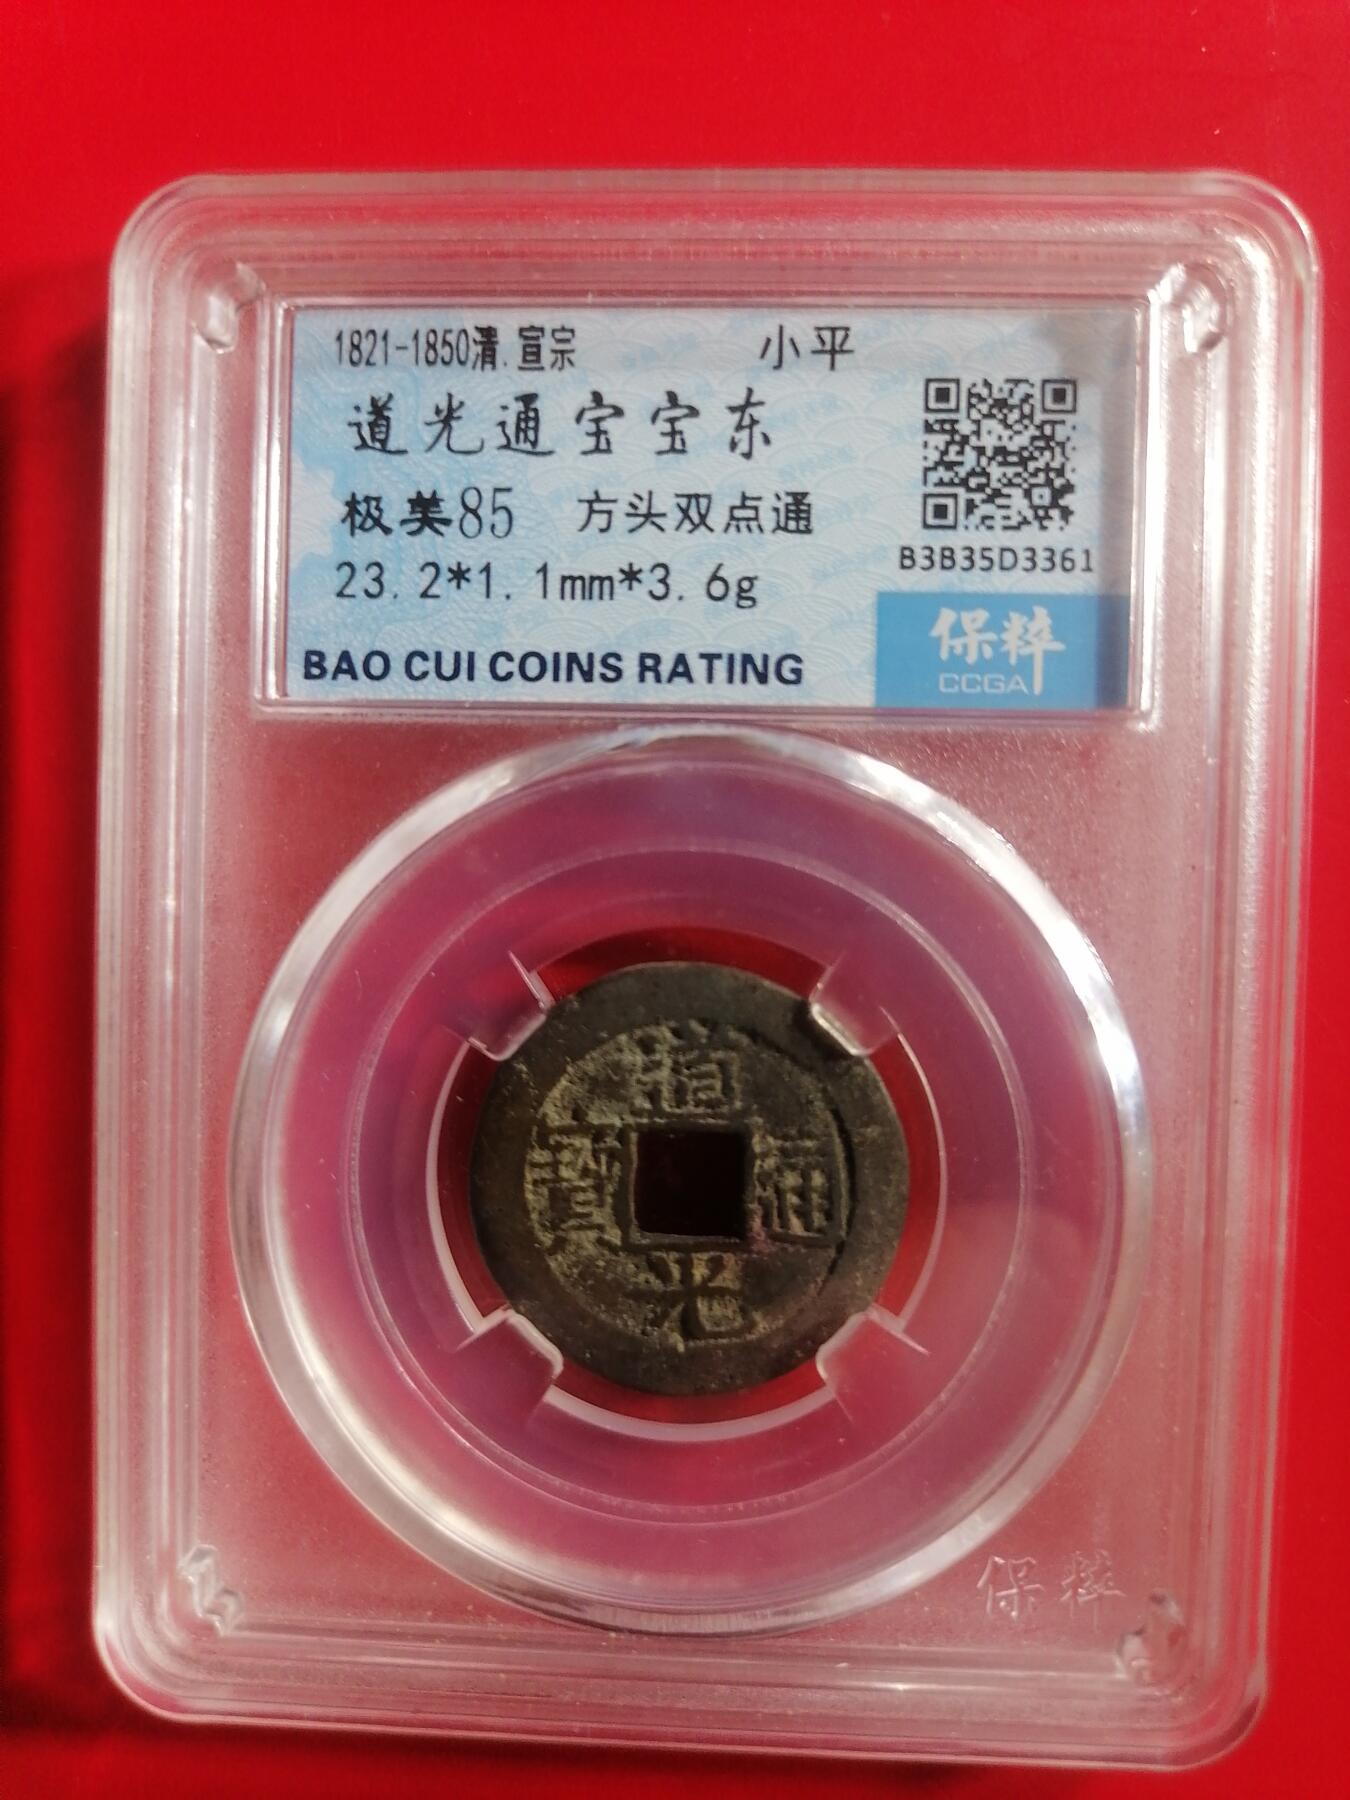 1821-1850清.宣宗 小平
道光通宝宝东
极美85 方头双点通
23.2*1.1mm*3.6g
B3B35D3361
BAO CUI COINS RATING
保粹
CCGA
道
寶 通
光
保粹